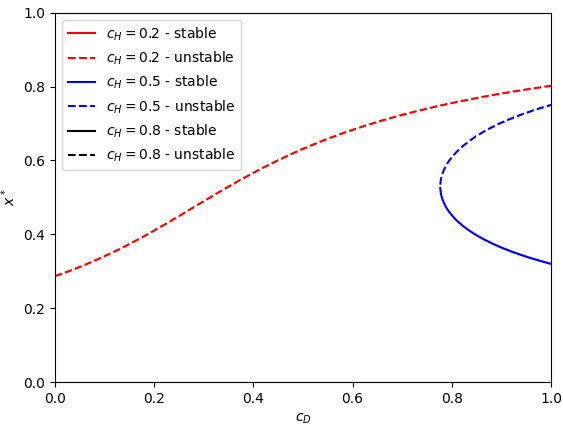 1.0
0.8
0.6
0.4
0.2
0.0
x*
c_H = 0.2 - stable
c_H = 0.2 - unstable
c_H = 0.5 - stable
c_H = 0.5 - unstable
c_H = 0.8 - stable
c_H = 0.8 - unstable
0.0 0.2 0.4 0.6 0.8 1.0
c_D